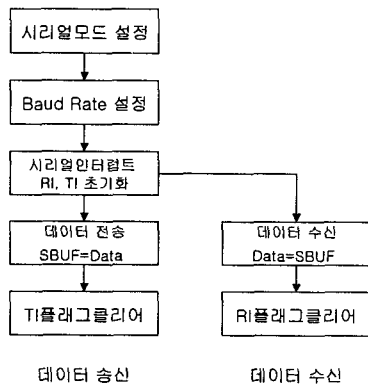 시리얼모드 설정
Baud Rate 설정
시리얼인터럽트
RI, TI 초기화
데이터 전송
SBUF=Data
TI플래그클리어
데이터 수신
Data=SBUF
RI플래그클리어
데이터 송신
데이터 수신